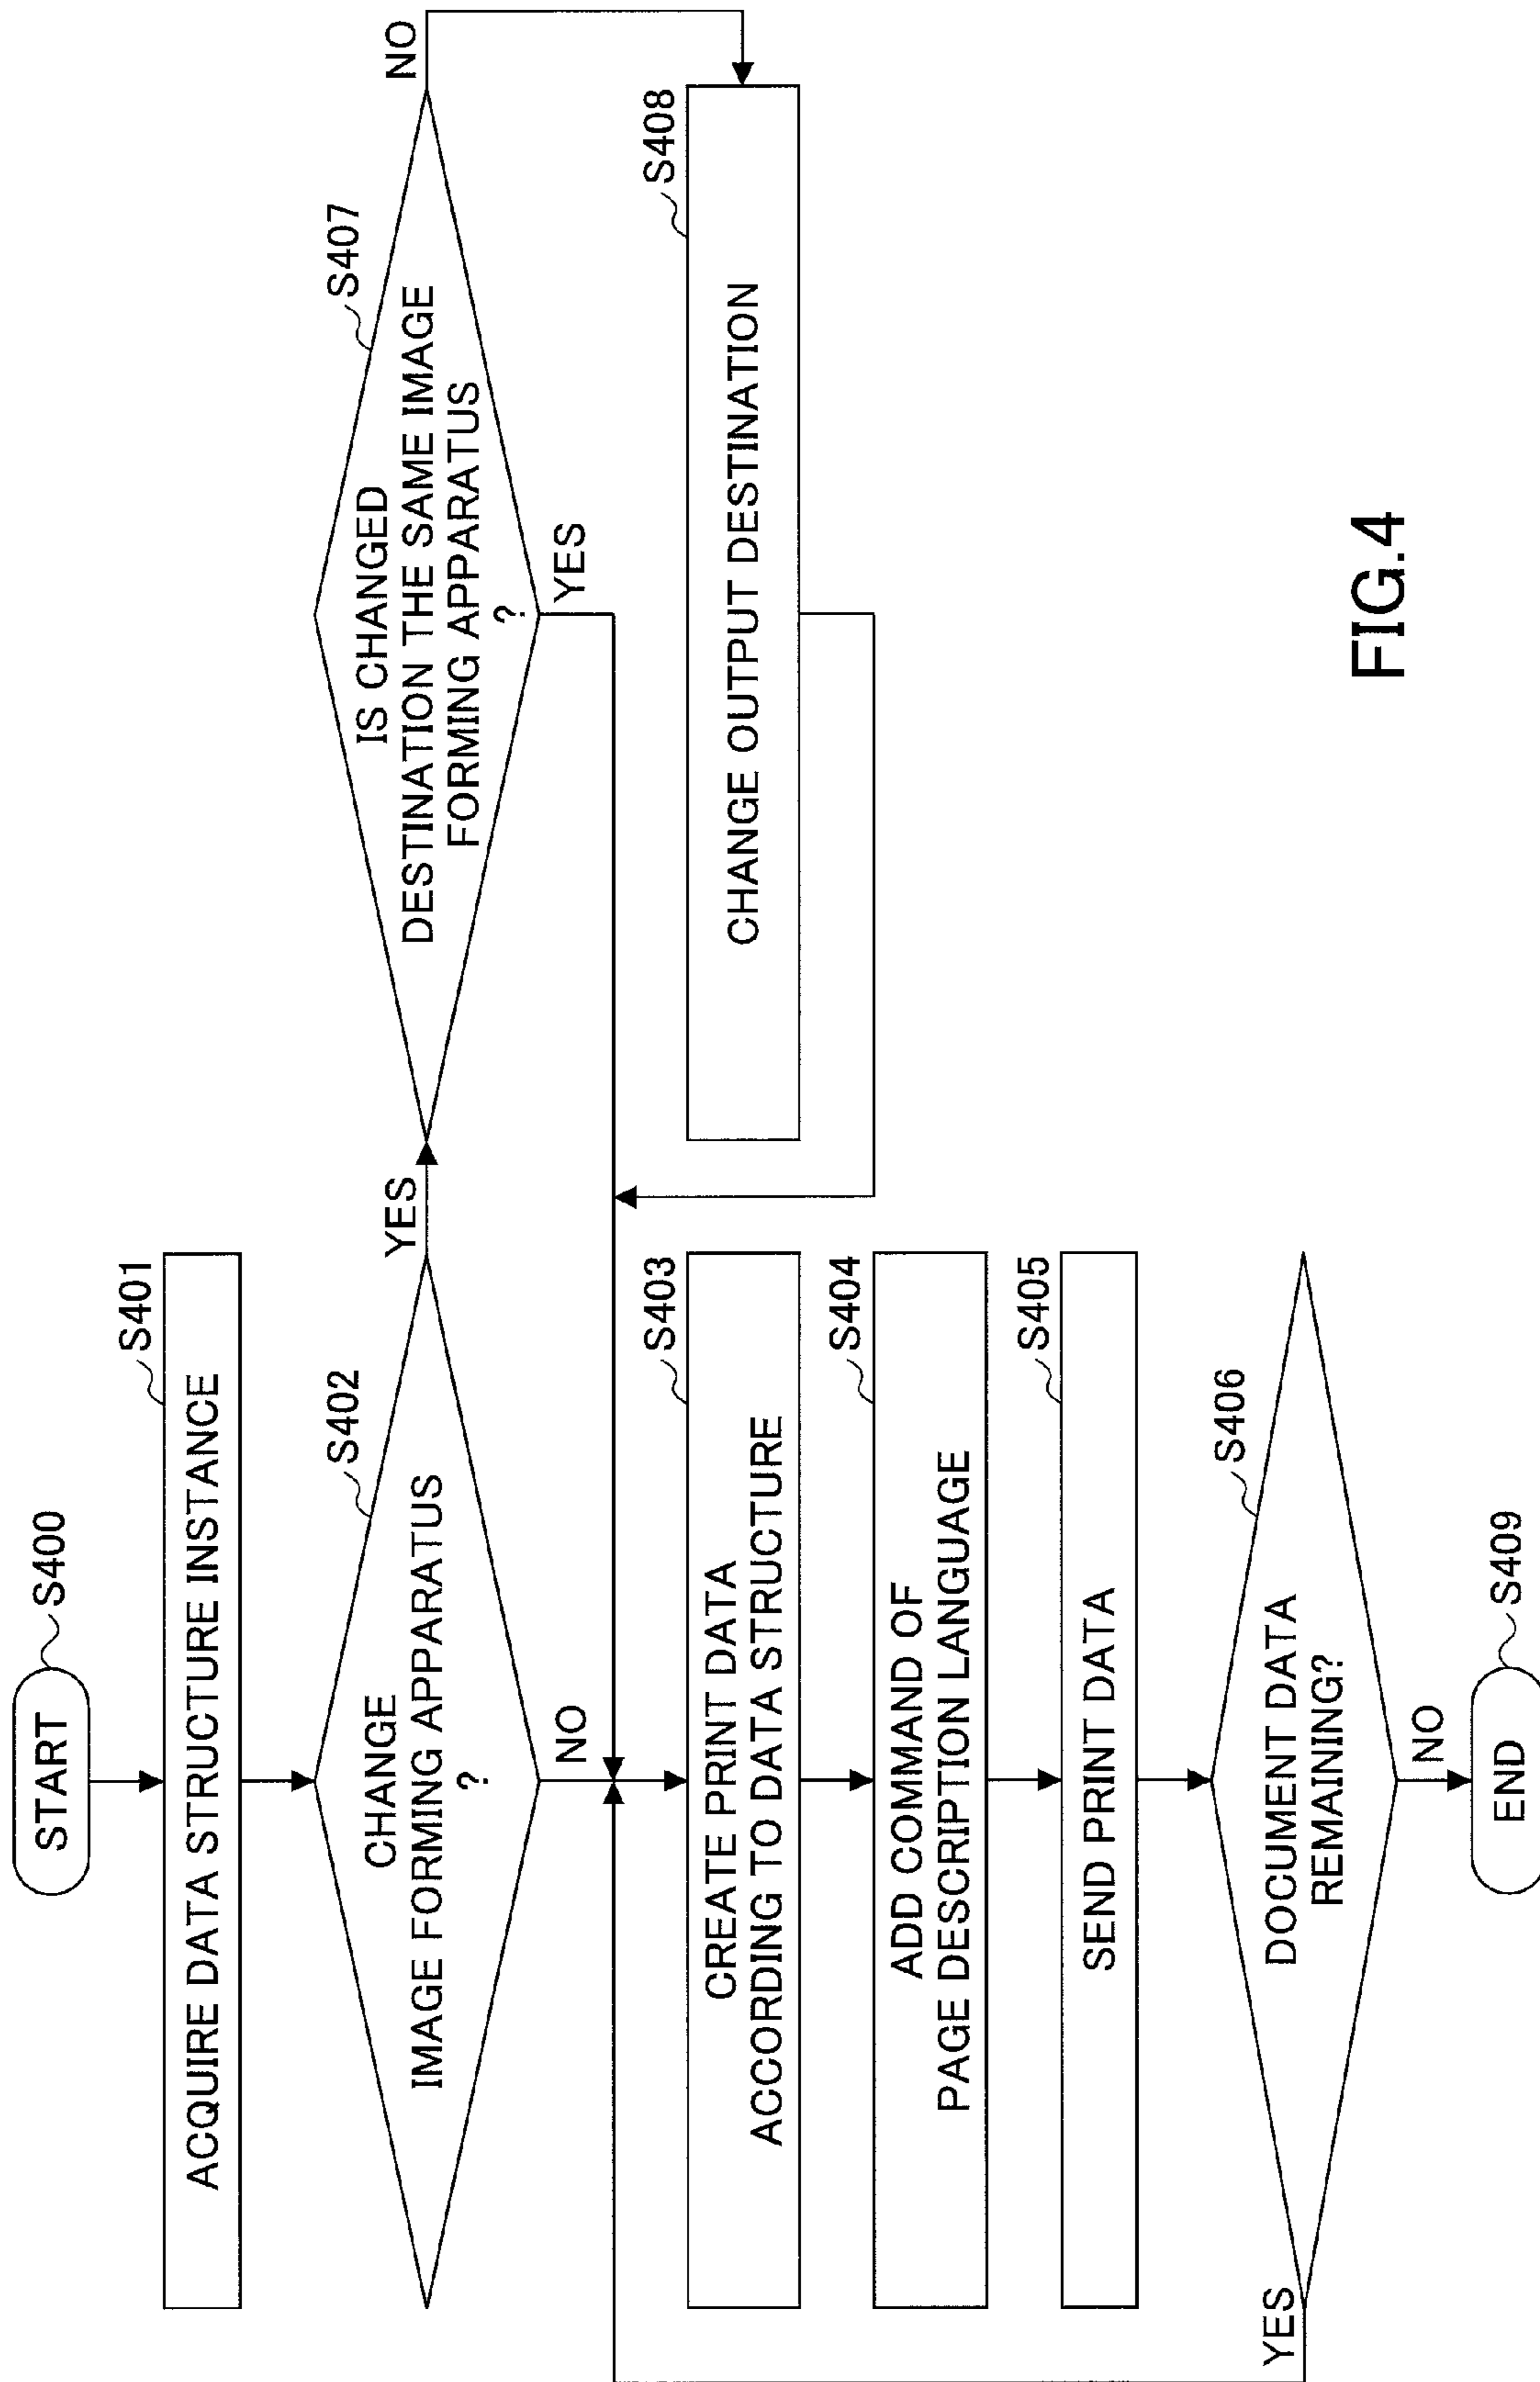 START
S400
ACQUIRE DATA STRUCTURE INSTANCE
S401
CHANGE
IMAGE FORMING APPARATUS
?
S402
YES
NO
IS CHANGED
DESTINATION THE SAME IMAGE
FORMING APPARATUS
?
S407
NO
YES
CHANGE OUTPUT DESTINATION
S408
CREATE PRINT DATA
ACCORDING TO DATA STRUCTURE
S403
ADD COMMAND OF
PAGE DESCRIPTION LANGUAGE
S404
SEND PRINT DATA
S405
DOCUMENT DATA
REMAINING?
S406
YES
NO
END
S409
FIG.4